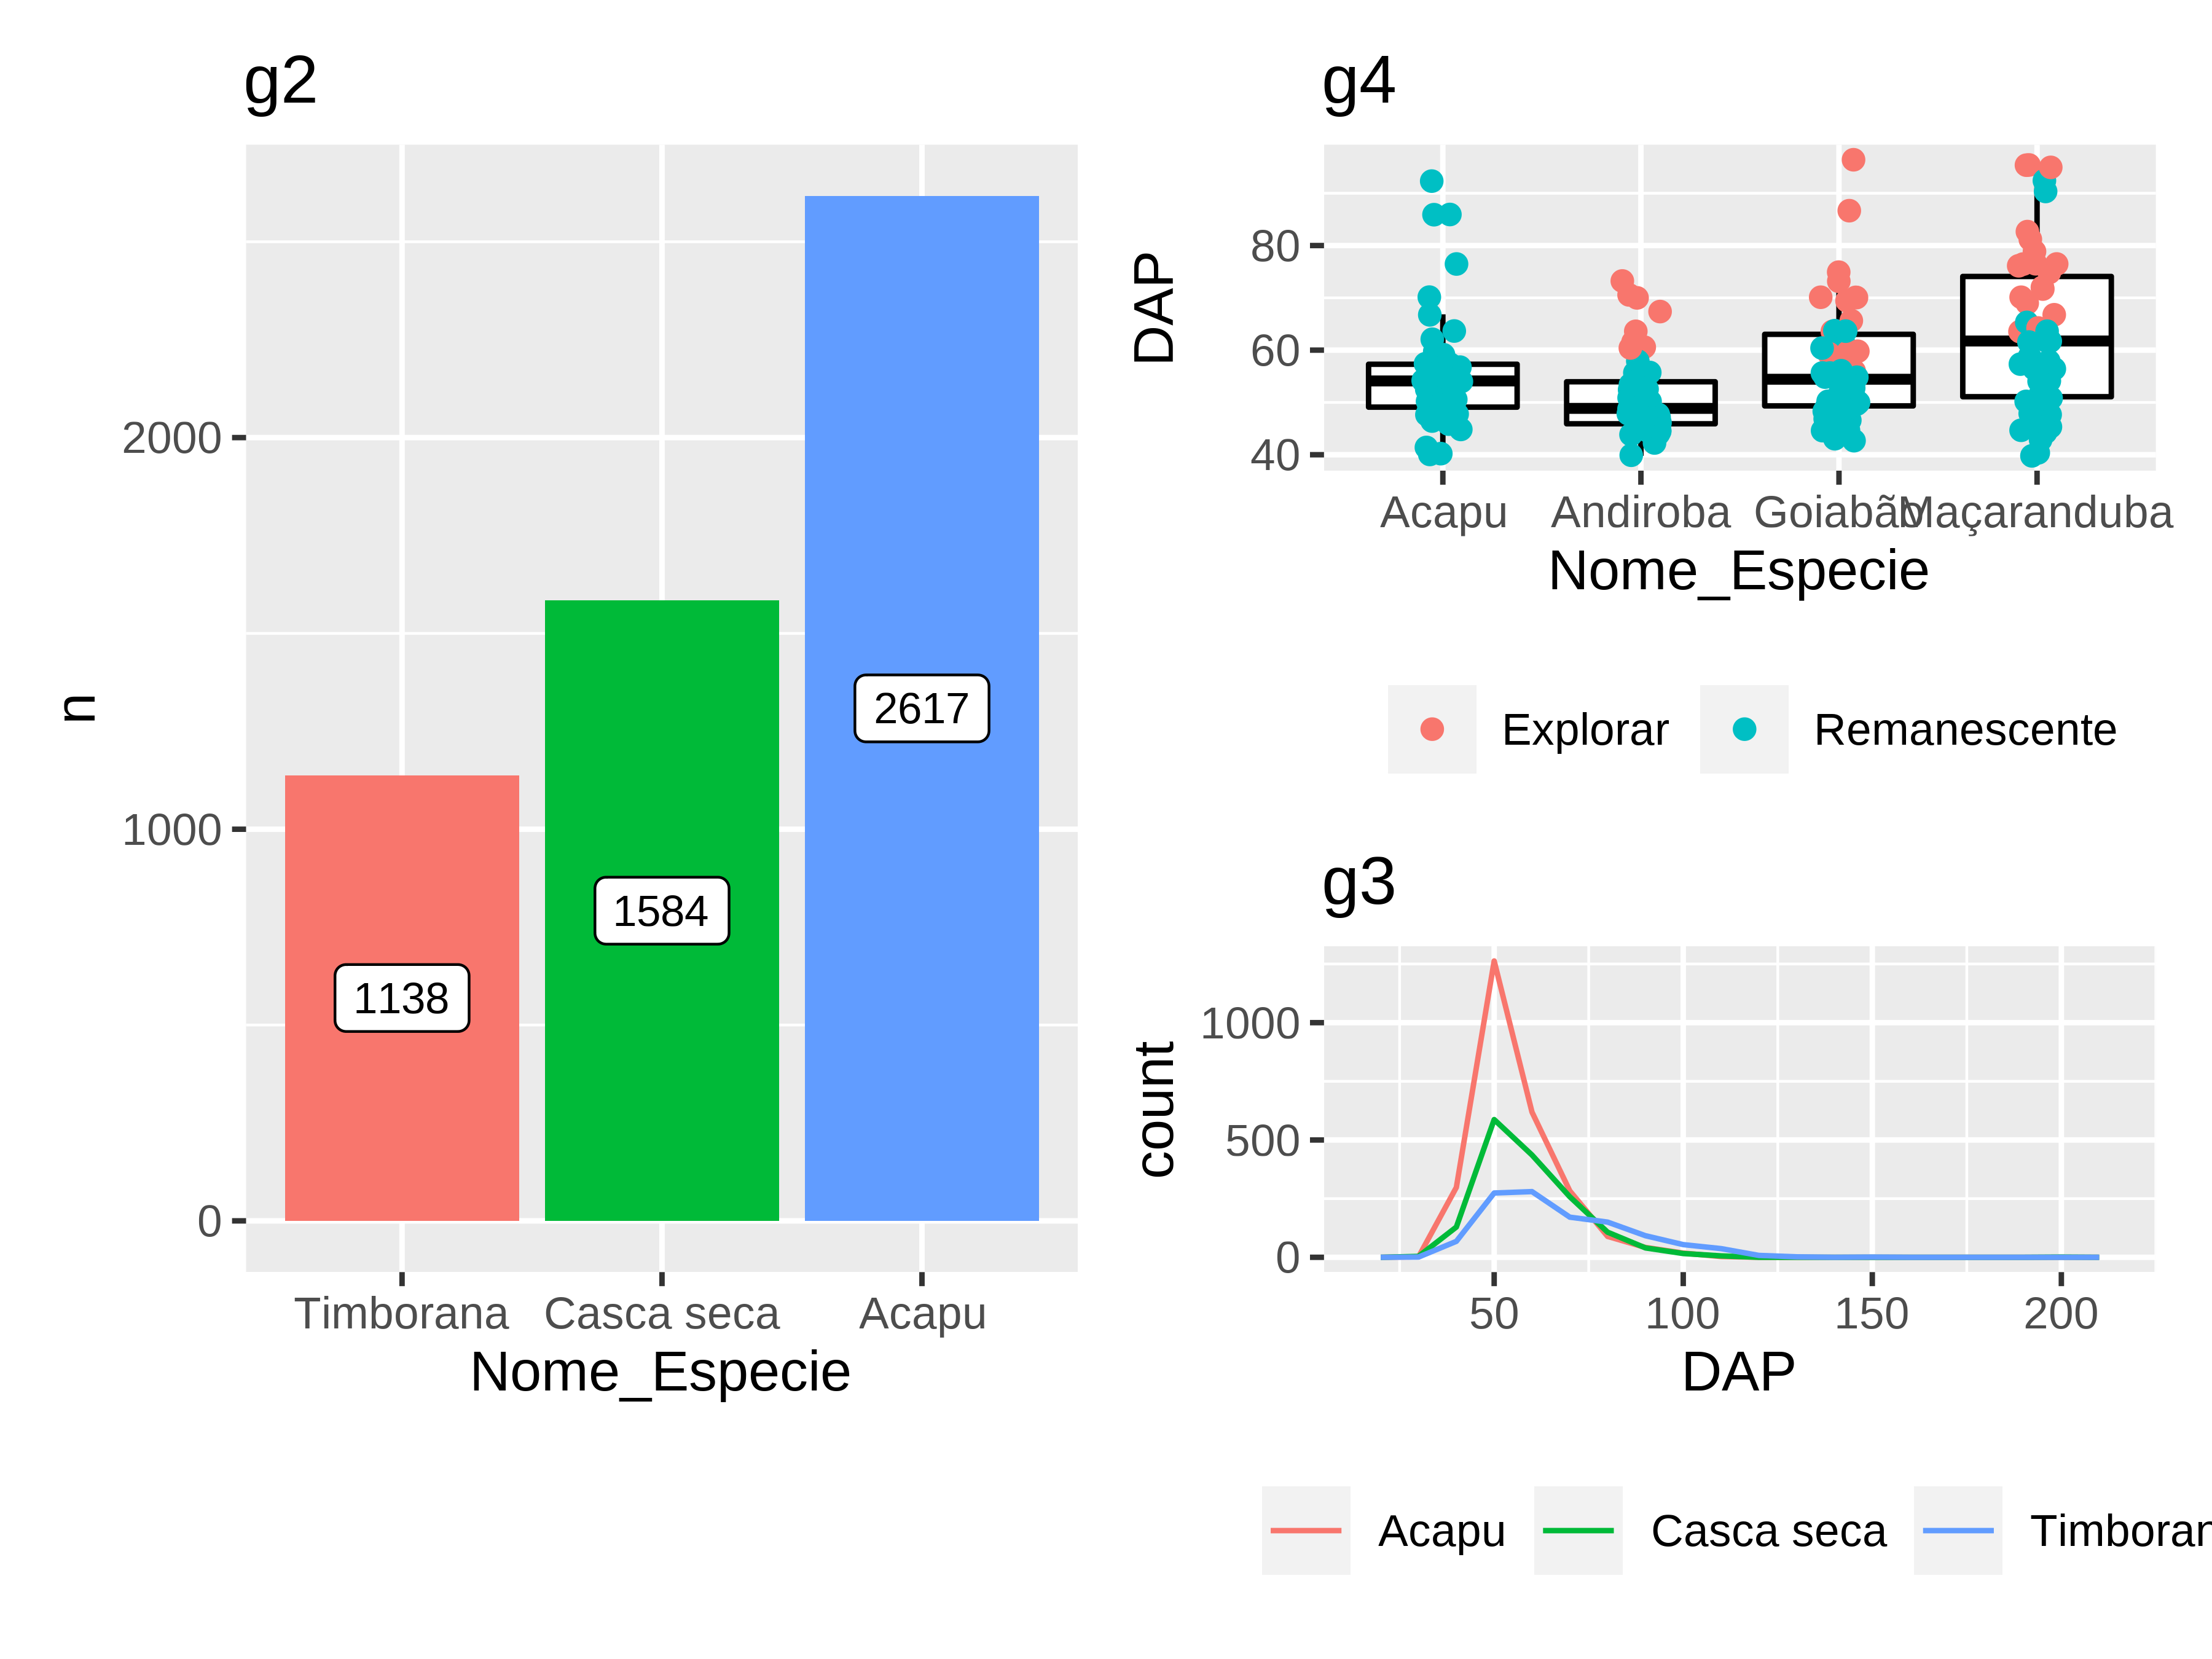 g2
n
2000
1000
0
2617
1584
1138
Timborana Casca seca Acapu
Nome_Especie
g4
DAP
80
60
40
Acapu Andiroba Goiabão Maçaranduba
Nome_Especie
Explorar Remanescente
g3
count
1000
500
0
50 100 150 200
DAP
Acapu Casca seca Timboran